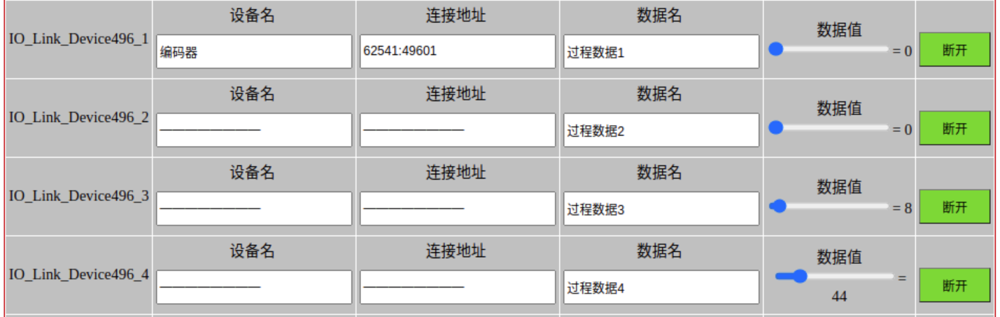 设备名 连接地址 数据名 数据值
IO_Link_Device496_1 编码器 62541:49601 过程数据1 = 0 断开
设备名 连接地址 数据名 数据值
IO_Link_Device496_2 ———————— ———————— 过程数据2 = 0 断开
设备名 连接地址 数据名 数据值
IO_Link_Device496_3 ———————— ———————— 过程数据3 = 8 断开
设备名 连接地址 数据名 数据值
IO_Link_Device496_4 ———————— ———————— 过程数据4 = 断开
44